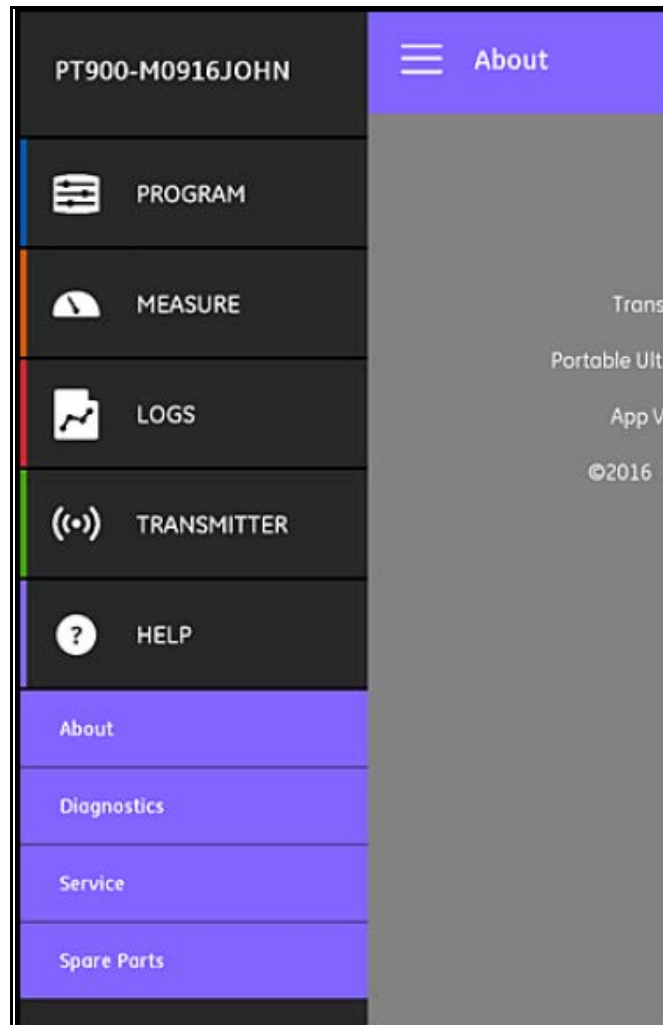 PT900-M0916JOHN
PROGRAM
MEASURE
LOGS
TRANSMITTER
? HELP
About
Diagnostics
Service
Spare Parts
About
Trans
Portable Ult
App V
©2016